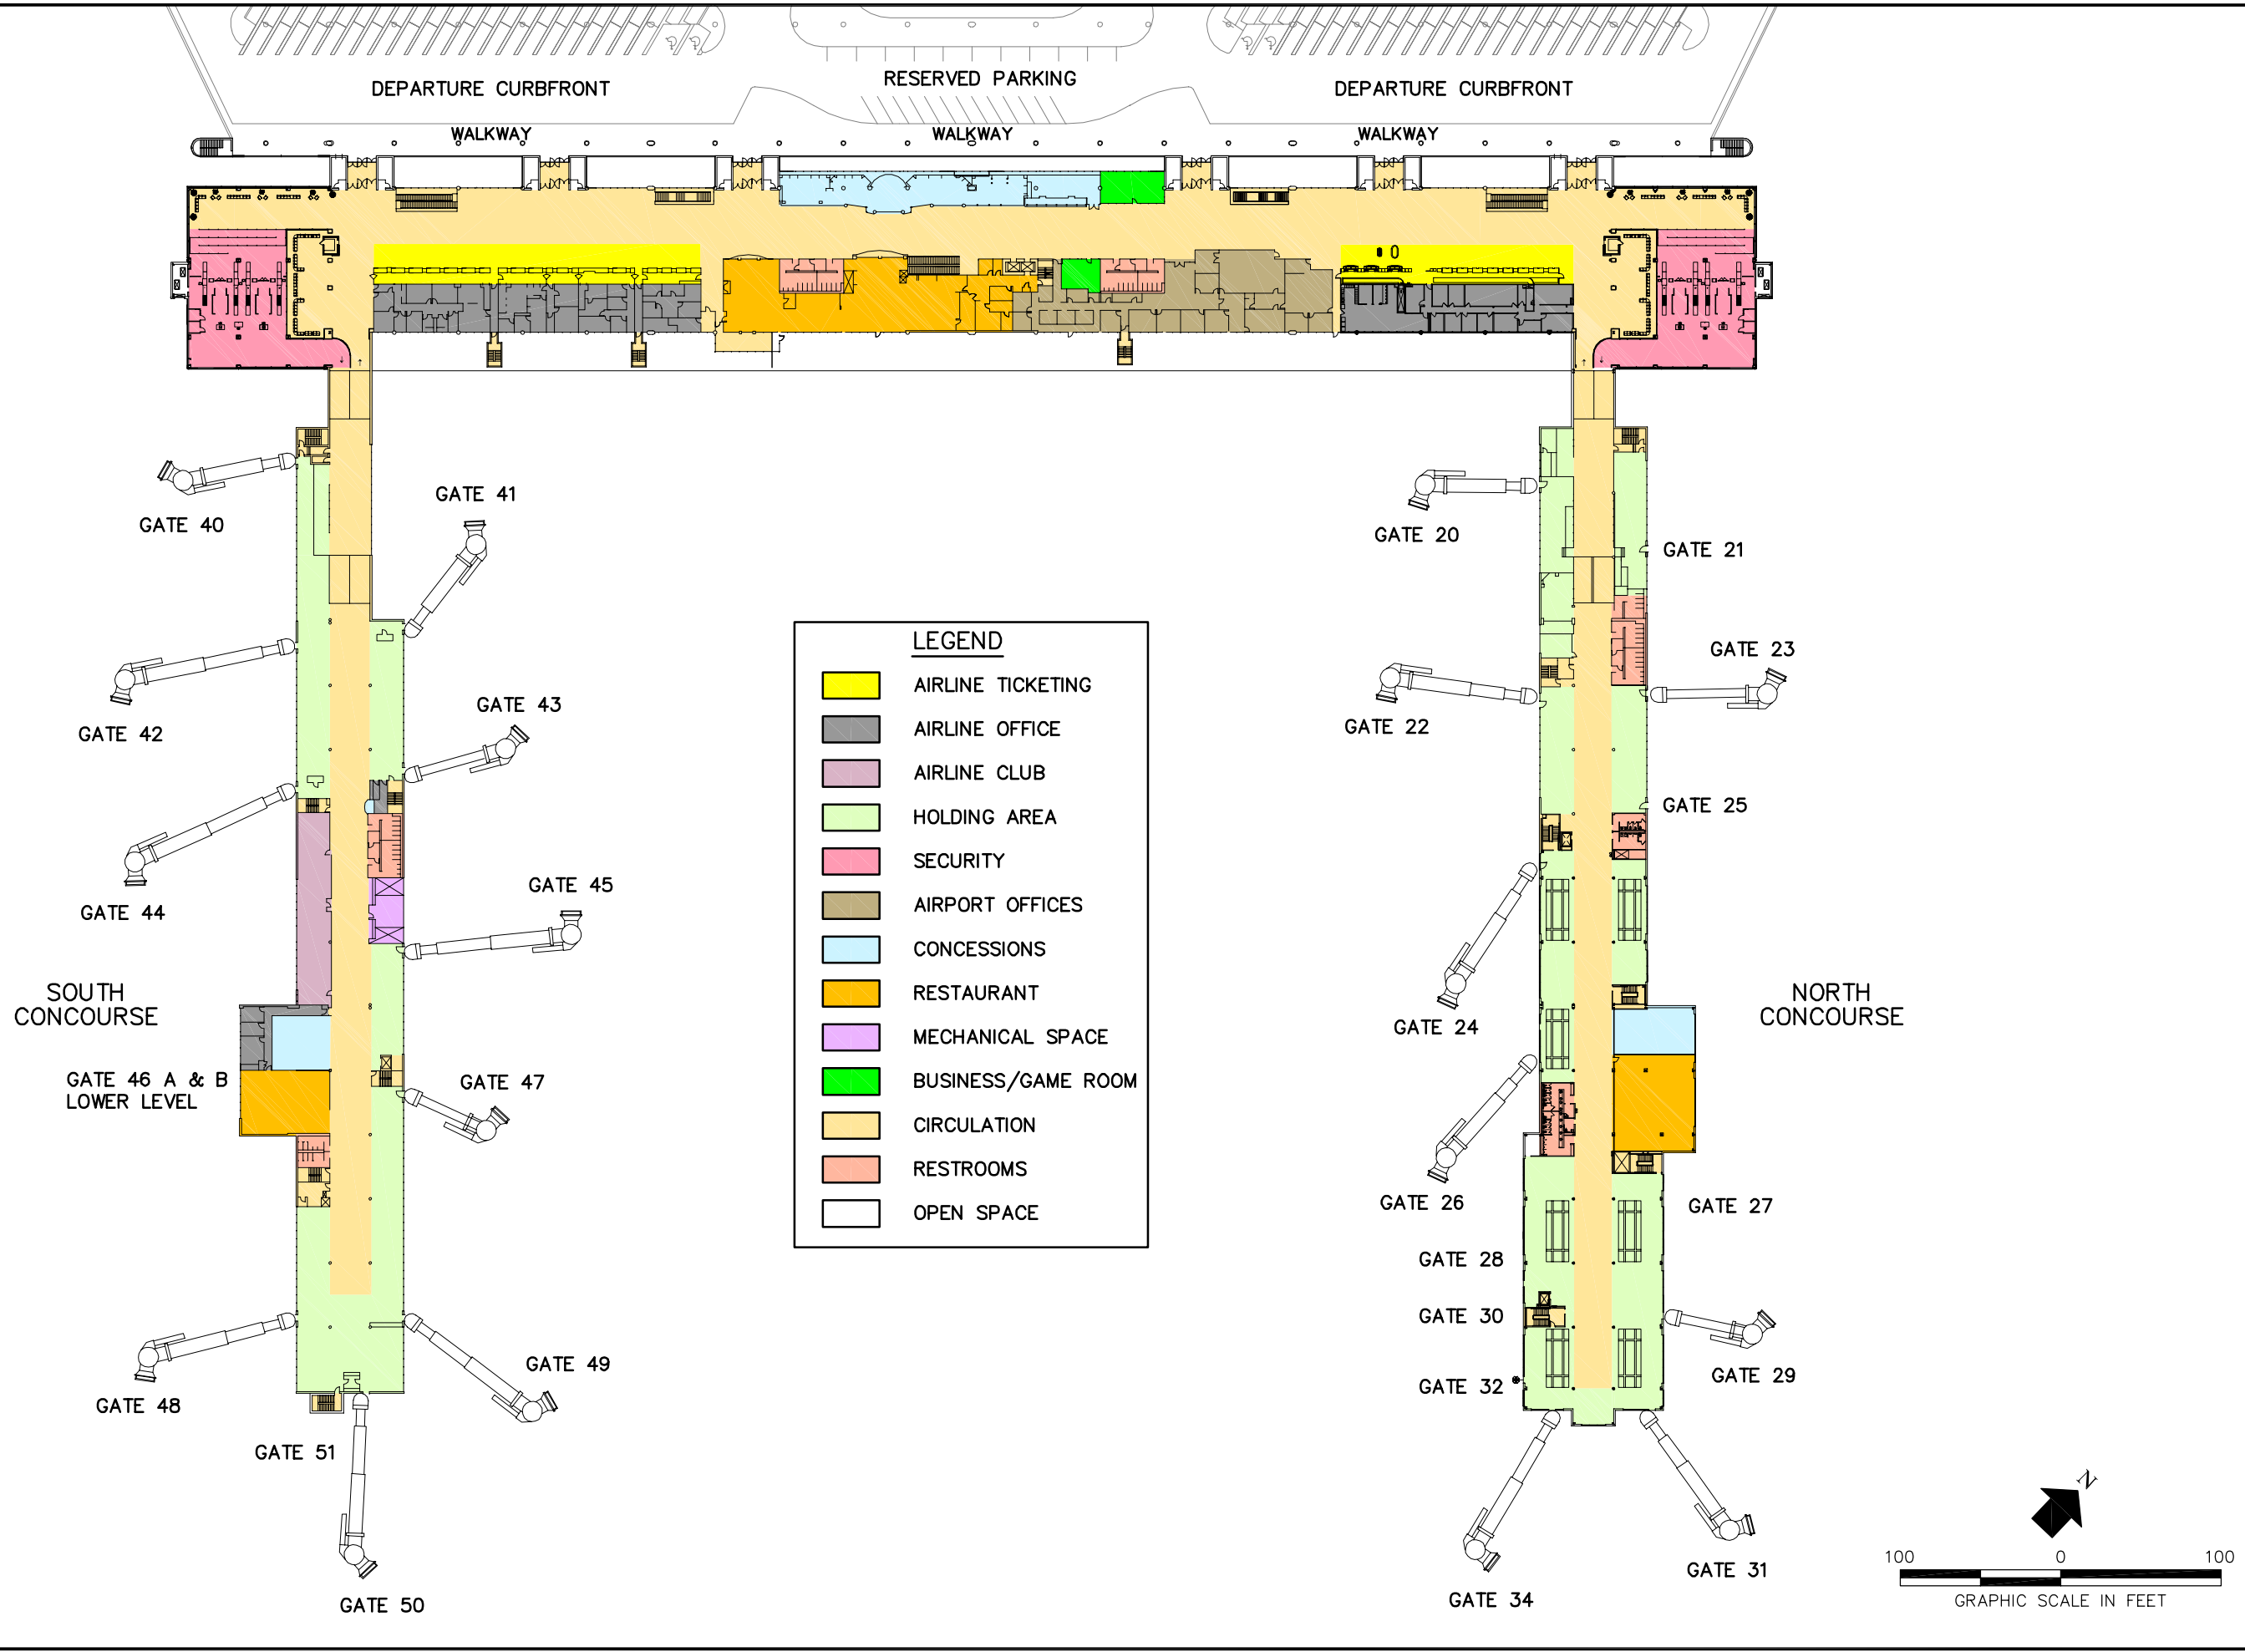 RESERVED PARKING
DEPARTURE CURBFRONT
DEPARTURE CURBFRONT
WALKWAY
WALKWAY
WALKWAY
GATE 40
GATE 41
GATE 42
GATE 43
GATE 44
GATE 45
SOUTH
CONCOURSE
GATE 46 A & B
LOWER LEVEL
GATE 47
GATE 48
GATE 49
GATE 51
GATE 50
LEGEND
AIRLINE TICKETING
AIRLINE OFFICE
AIRLINE CLUB
HOLDING AREA
SECURITY
AIRPORT OFFICES
CONCESSIONS
RESTAURANT
MECHANICAL SPACE
BUSINESS/GAME ROOM
CIRCULATION
RESTROOMS
OPEN SPACE
GATE 20
GATE 21
GATE 23
GATE 22
GATE 25
GATE 24
NORTH
CONCOURSE
GATE 26
GATE 27
GATE 28
GATE 30
GATE 29
GATE 32
GATE 31
GATE 34
N
100 0 100
GRAPHIC SCALE IN FEET